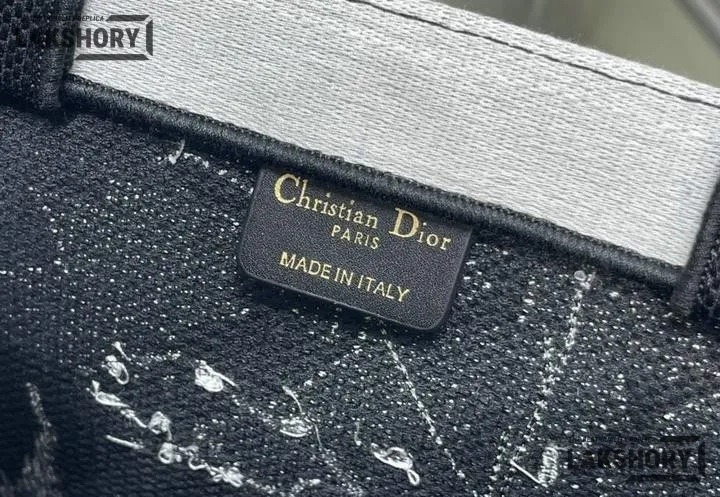 LAKSHORY
Christian Dior
PARIS
MADE IN ITALY
LAKSHORY